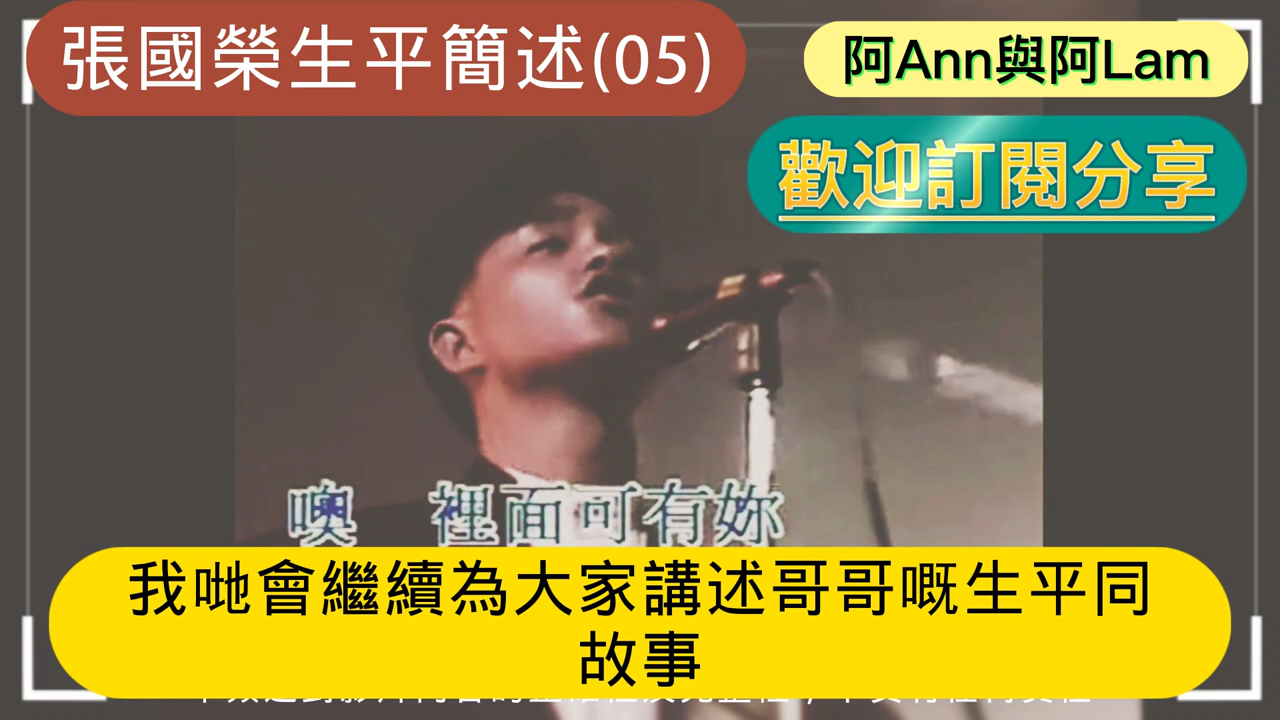 張國榮生平簡述(05)
阿Ann與阿Lam
歡迎訂閱分享
噢 裡面可有妳
我哋會繼續為大家講述哥哥嘅生平同
故事